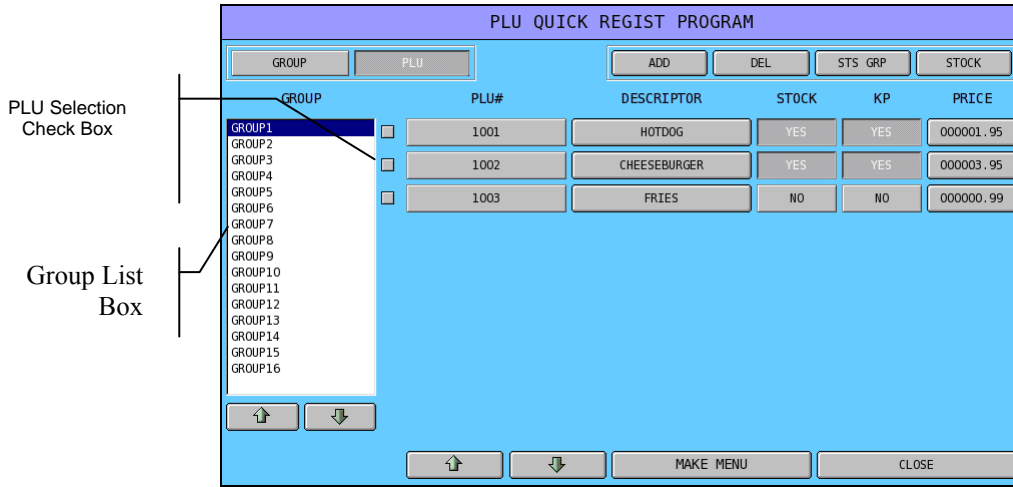 PLU QUICK REGIST PROGRAM
GROUP PLU ADD DEL STS GRP STOCK
PLU Selection
Check Box
GROUP PLU# DESCRIPTOR STOCK KP PRICE
GROUP1
GROUP2
GROUP3
GROUP4
GROUP5
GROUP6
GROUP7
GROUP8
GROUP9
GROUP10
GROUP11
GROUP12
GROUP13
GROUP14
GROUP15
GROUP16
1001 HOTDOG YES YES 000001.95
1002 CHEESEBURGER YES YES 000003.95
1003 FRIES NO NO 000000.99
Group List
Box
MAKE MENU CLOSE